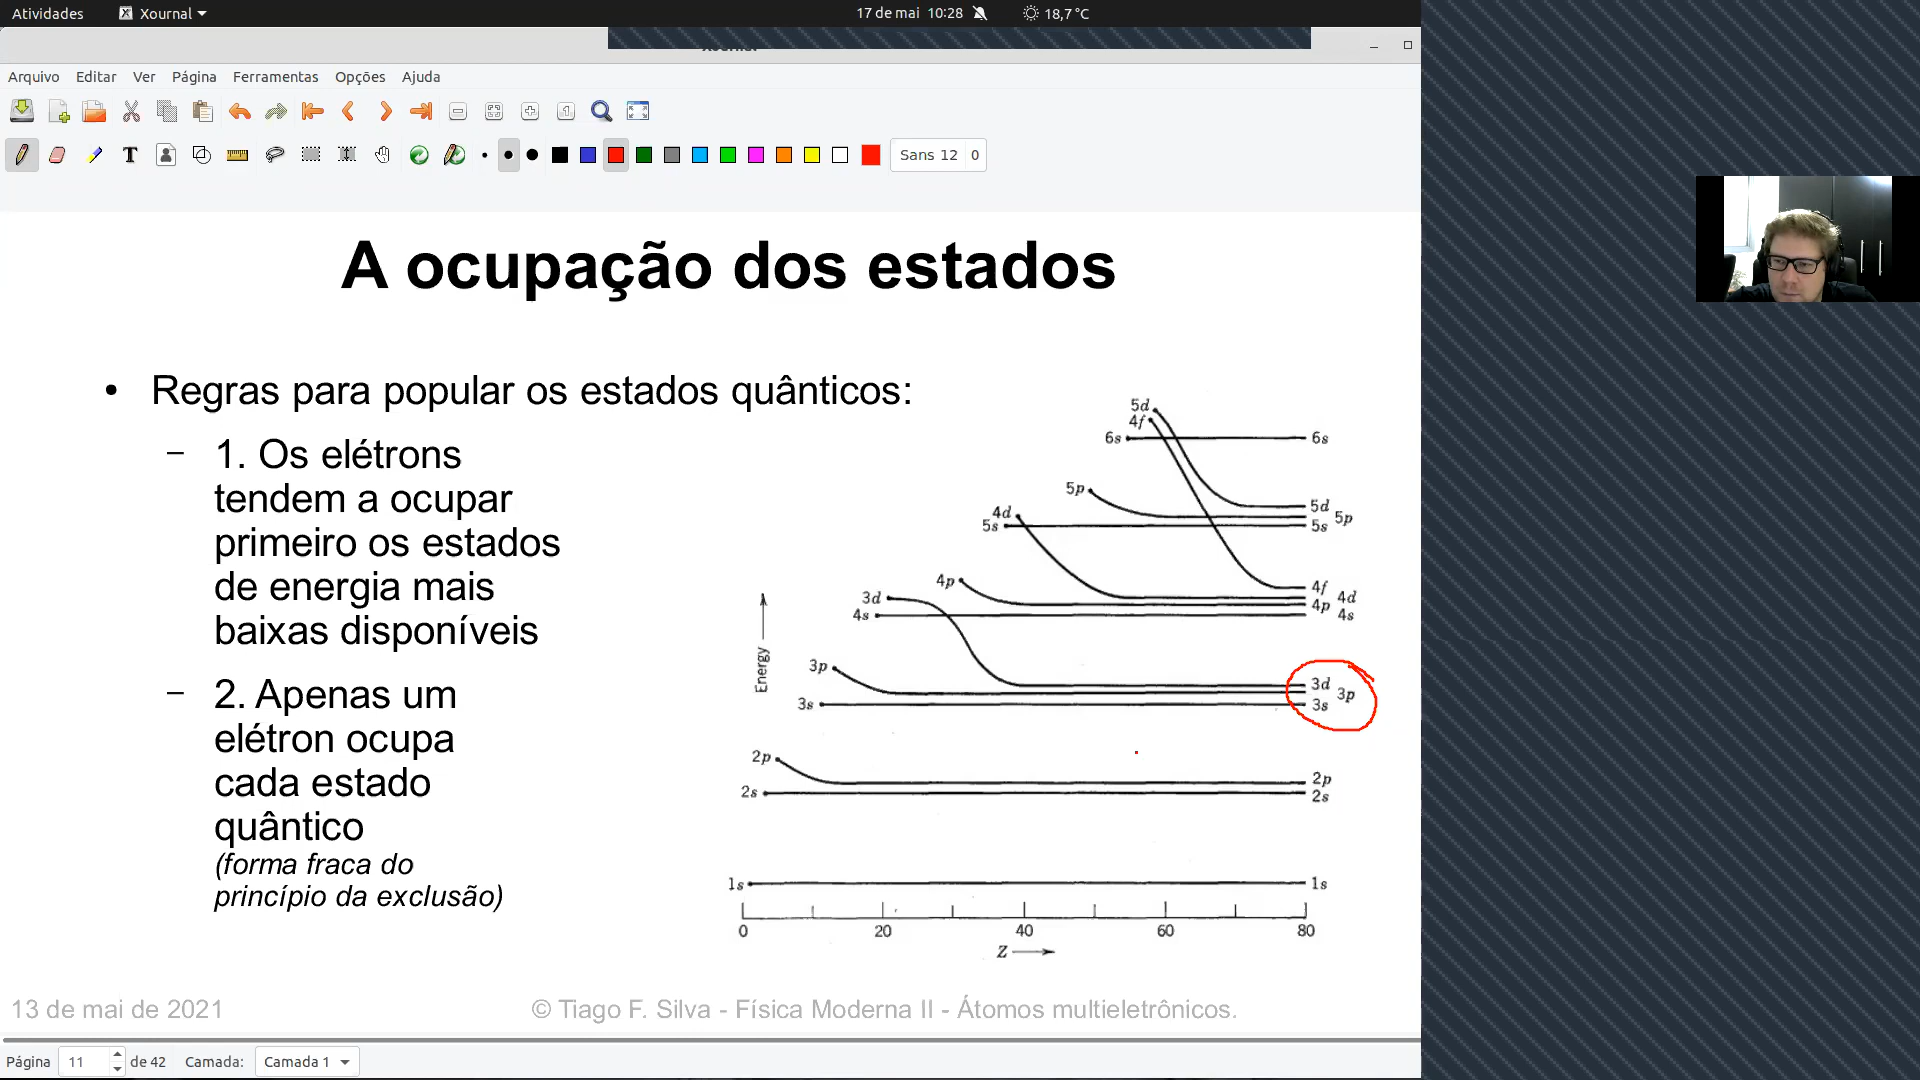 Atividades
Xournal
17 de mai 10:28
18,7 °C
Arquivo Editar Ver Página Ferramentas Opções Ajuda
Sans 12 0
A ocupação dos estados
• Regras para popular os estados quânticos:
– 1. Os elétrons
tendem a ocupar
primeiro os estados
de energia mais
baixas disponíveis
– 2. Apenas um
elétron ocupa
cada estado
quântico
(forma fraca do
princípio da exclusão)
5d
4f
6s 6s
5p 5d
4d 5p
5s 5s
4p 4f
3d 4d
4p
4s 4s
Energy
3p 3d
3p
3s 3s
2p 2p
2s 2s
1s 1s
0 20 40 60 80
Z
13 de mai de 2021
© Tiago F. Silva - Física Moderna II - Átomos multieletrônicos.
Página 11 de 42 Camada: Camada 1